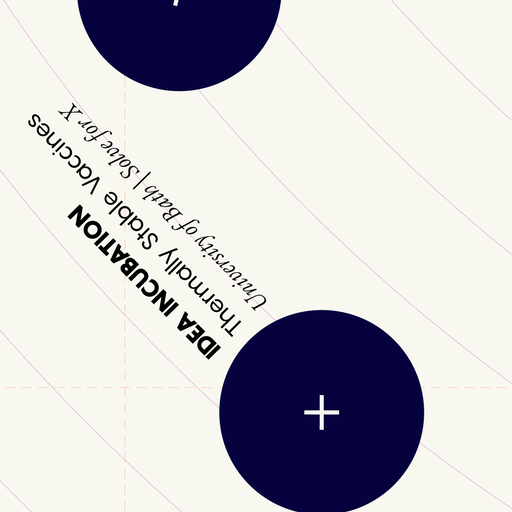 IDEA INCUBATION
Thermally Stable Vaccines
University of Bath | Solve for X